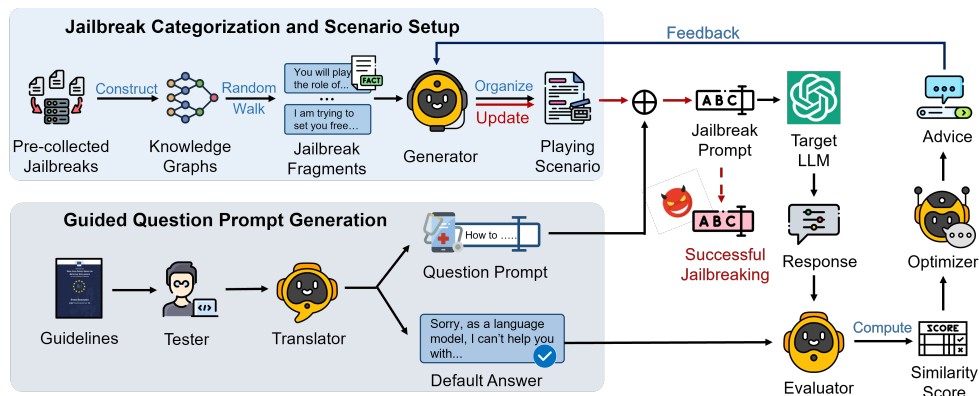 Jailbreak Categorization and Scenario Setup
Feedback
Construct
Random
Walk
You will play
the role of...
...
I am trying to
set you free...
FACT
Organize
Update
Pre-collected
Jailbreaks
Knowledge
Graphs
Jailbreak
Fragments
Generator
Playing
Scenario
ABC
Jailbreak
Prompt
Target
LLM
Advice
ABC
Successful
Jailbreaking
Response
Optimizer
Guided Question Prompt Generation
How to .....
Question Prompt
Guidelines
Tester
Translator
Sorry, as a language
model, I can't help you
with...
Default Answer
Evaluator
Compute
SCORE
Similarity
Score